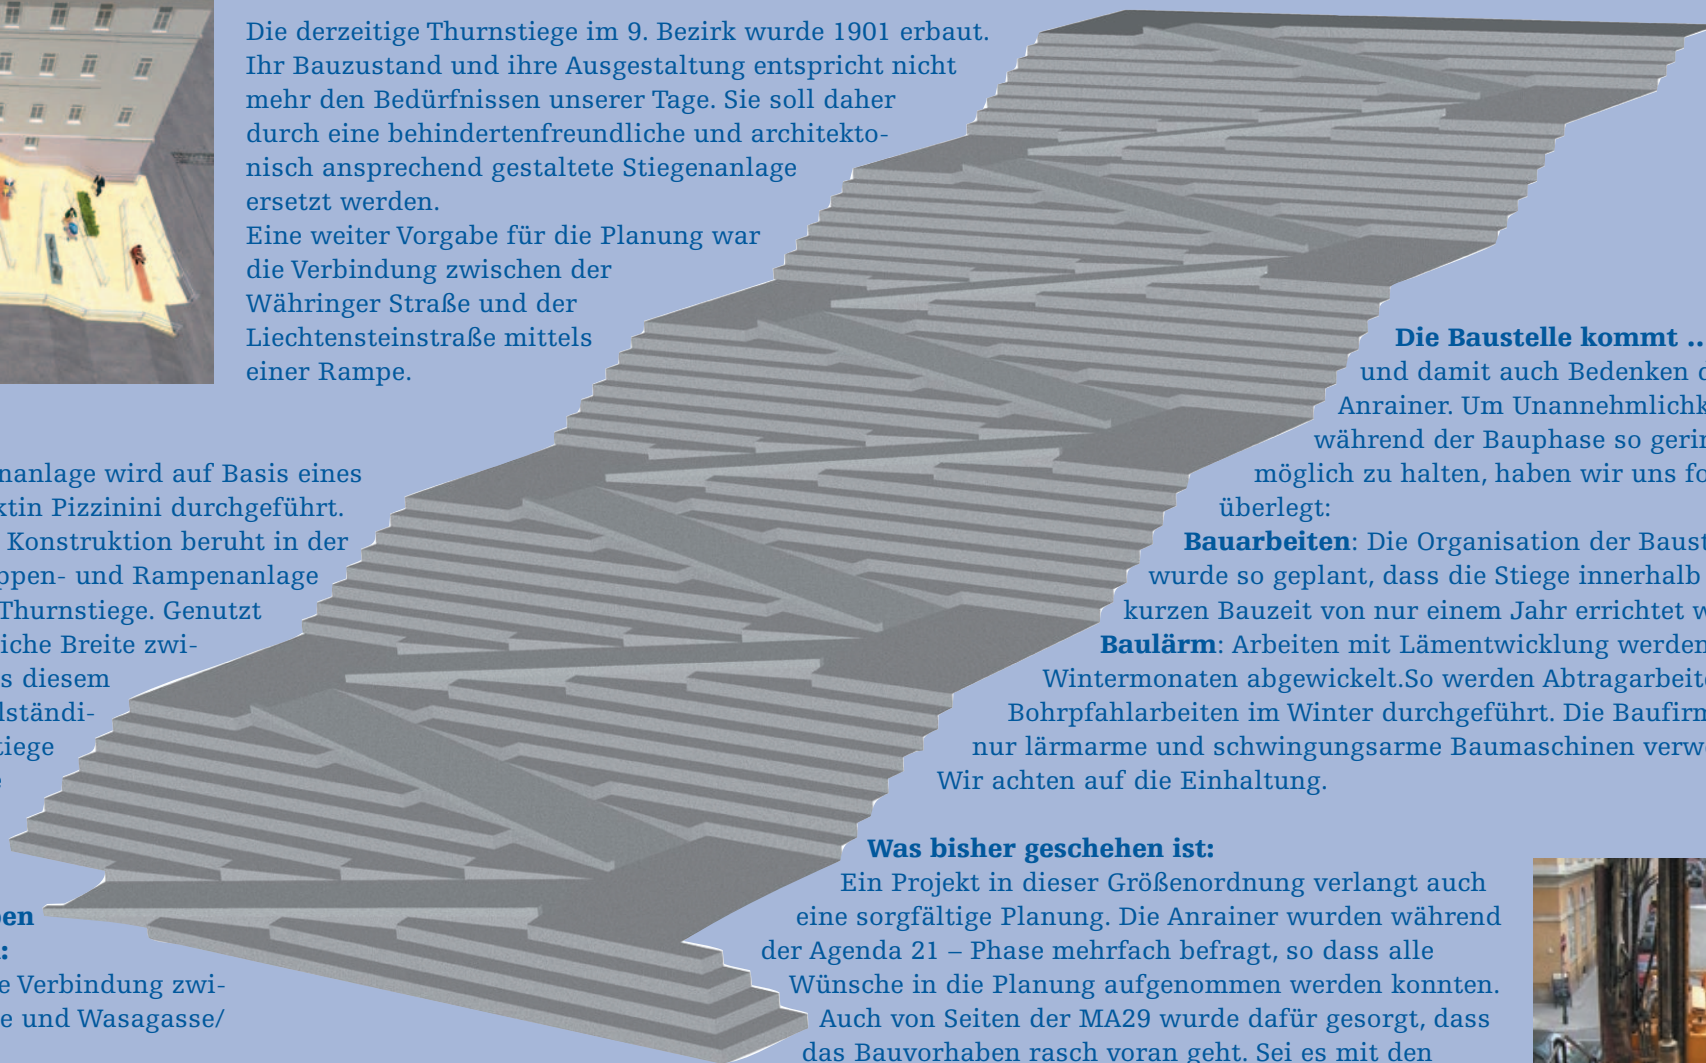 Die derzeitige Thurnstiege im 9. Bezirk wurde 1901 erbaut.
Ihr Bauzustand und ihre Ausgestaltung entspricht nicht
mehr den Bedürfnissen unserer Tage. Sie soll daher
durch eine behindertenfreundliche und architekto-
nisch ansprechend gestaltete Stiegenanlage
ersetzt werden.
Eine weiter Vorgabe für die Planung war
die Verbindung zwischen der
Währinger Straße und der
Liechtensteinstraße mittels
einer Rampe.
nanlage wird auf Basis eines
ktin Pizzinini durchgeführt.
Konstruktion beruht in der
ppen- und Rampenanlage
Thurnstiege. Genutzt
iche Breite zwi-
s diesem
lständi-
tiege
en
:
e Verbindung zwi-
e und Wasagasse/
Die Baustelle kommt ..
und damit auch Bedenken
Anrainer. Um Unannehmlichk
während der Bauphase so gerin
möglich zu halten, haben wir uns fo
überlegt:
Bauarbeiten: Die Organisation der Baust
wurde so geplant, dass die Stiege innerhalb
kurzen Bauzeit von nur einem Jahr errichtet w
Baulärm: Arbeiten mit Lämentwicklung werden
Wintermonaten abgewickelt.So werden Abtragarbeite
Bohrpfahlarbeiten im Winter durchgeführt. Die Baufirm
nur lärmarme und schwingungsarme Baumaschinen verw
Wir achten auf die Einhaltung.
Was bisher geschehen ist:
Ein Projekt in dieser Größenordnung verlangt auch
eine sorgfältige Planung. Die Anrainer wurden während
der Agenda 21 – Phase mehrfach befragt, so dass alle
Wünsche in die Planung aufgenommen werden konnten.
Auch von Seiten der MA29 wurde dafür gesorgt, dass
das Bauvorhaben rasch voran geht. Sei es mit den